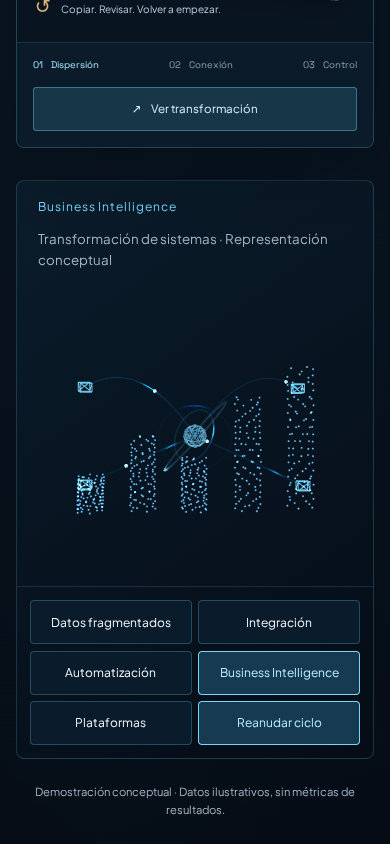 Copiar. Revisar. Volver a empezar.
01 Dispersión 02 Conexión 03 Control
↗ Ver transformación
Business Intelligence
Transformación de sistemas · Representación
conceptual
Datos fragmentados Integración
Automatización Business Intelligence
Plataformas Reanudar ciclo
Demostración conceptual · Datos ilustrativos, sin métricas de
resultados.